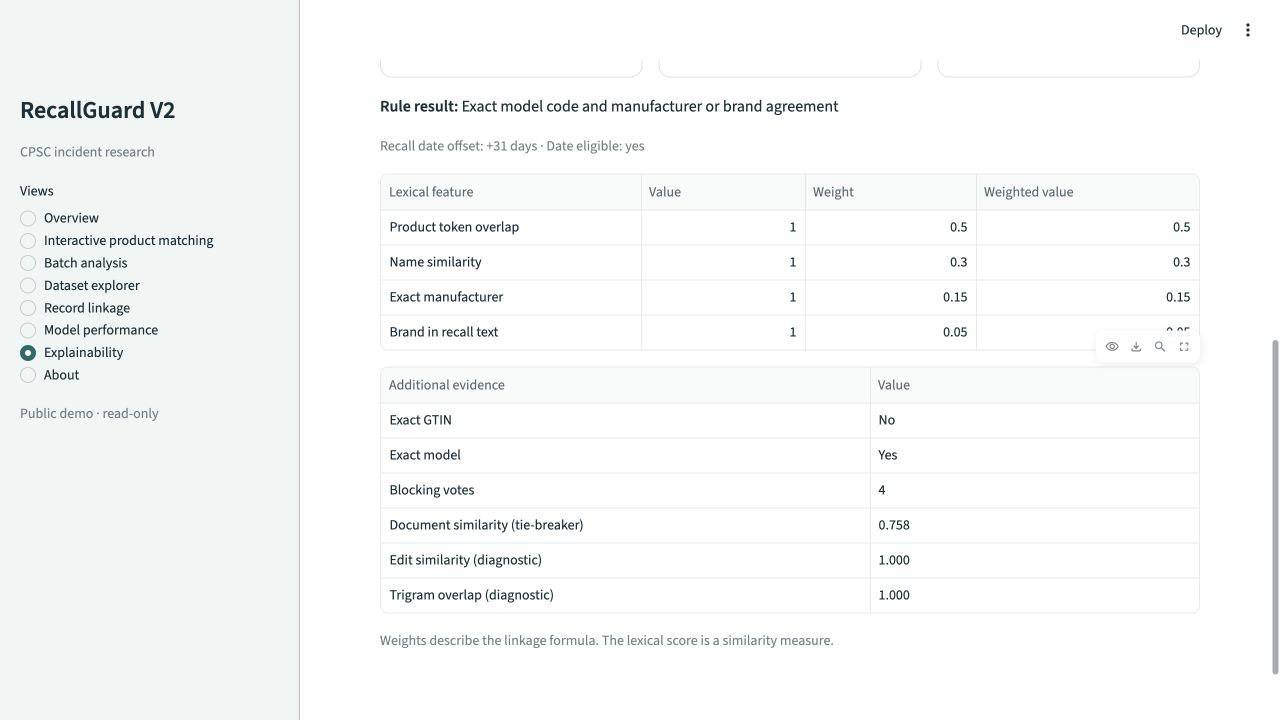 Deploy
RecallGuard V2
CPSC incident research
Views
Overview
Interactive product matching
Batch analysis
Dataset explorer
Record linkage
Model performance
Explainability
About
Public demo · read-only
Rule result: Exact model code and manufacturer or brand agreement
Recall date offset: +31 days · Date eligible: yes
Lexical feature Value Weight Weighted value
Product token overlap 1 0.5 0.5
Name similarity 1 0.3 0.3
Exact manufacturer 1 0.15 0.15
Brand in recall text 1 0.05
Additional evidence Value
Exact GTIN No
Exact model Yes
Blocking votes 4
Document similarity (tie-breaker) 0.758
Edit similarity (diagnostic) 1.000
Trigram overlap (diagnostic) 1.000
Weights describe the linkage formula. The lexical score is a similarity measure.